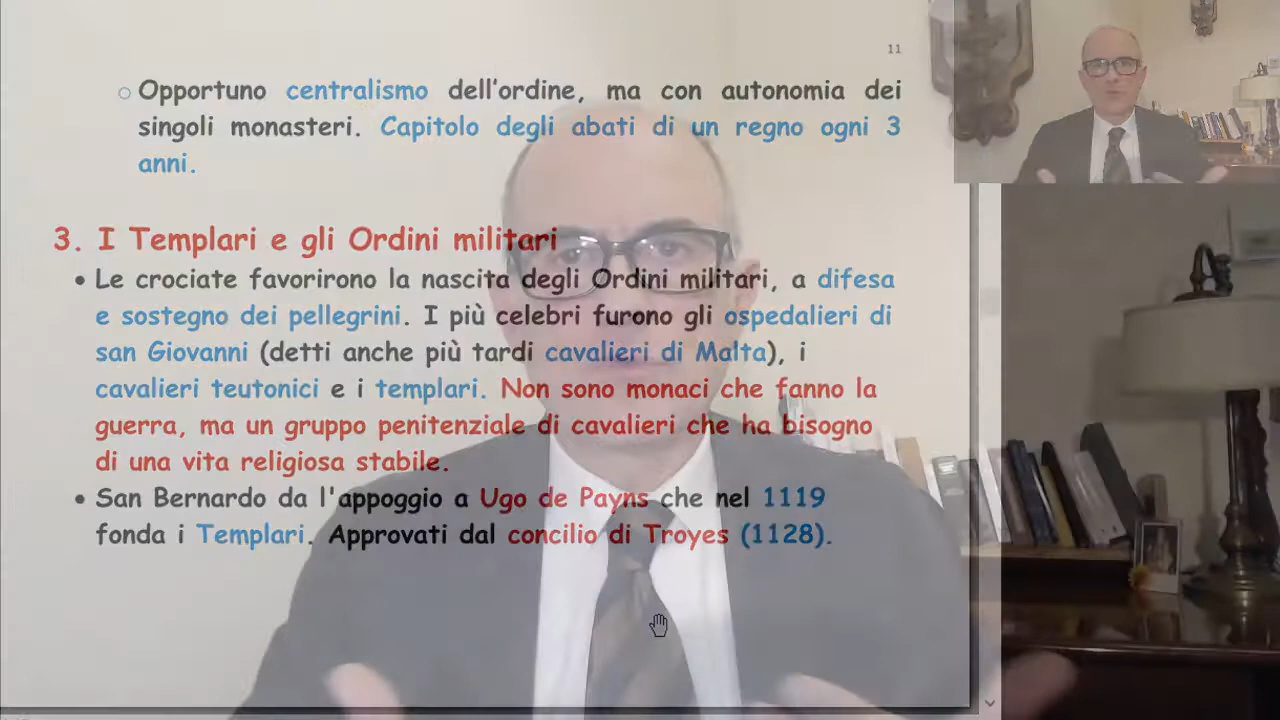 11
○ Opportuno centralismo dell'ordine, ma con autonomia dei
singoli monasteri. Capitolo degli abati di un regno ogni 3
anni.
3. I Templari e gli Ordini militari
• Le crociate favorirono la nascita degli Ordini militari, a difesa
e sostegno dei pellegrini. I più celebri furono gli ospedalieri di
san Giovanni (detti anche più tardi cavalieri di Malta), i
cavalieri teutonici e i templari. Non sono monaci che fanno la
guerra, ma un gruppo penitenziale di cavalieri che ha bisogno
di una vita religiosa stabile.
• San Bernardo da l'appoggio a Ugo de Payns che nel 1119
fonda i Templari. Approvati dal concilio di Troyes (1128).